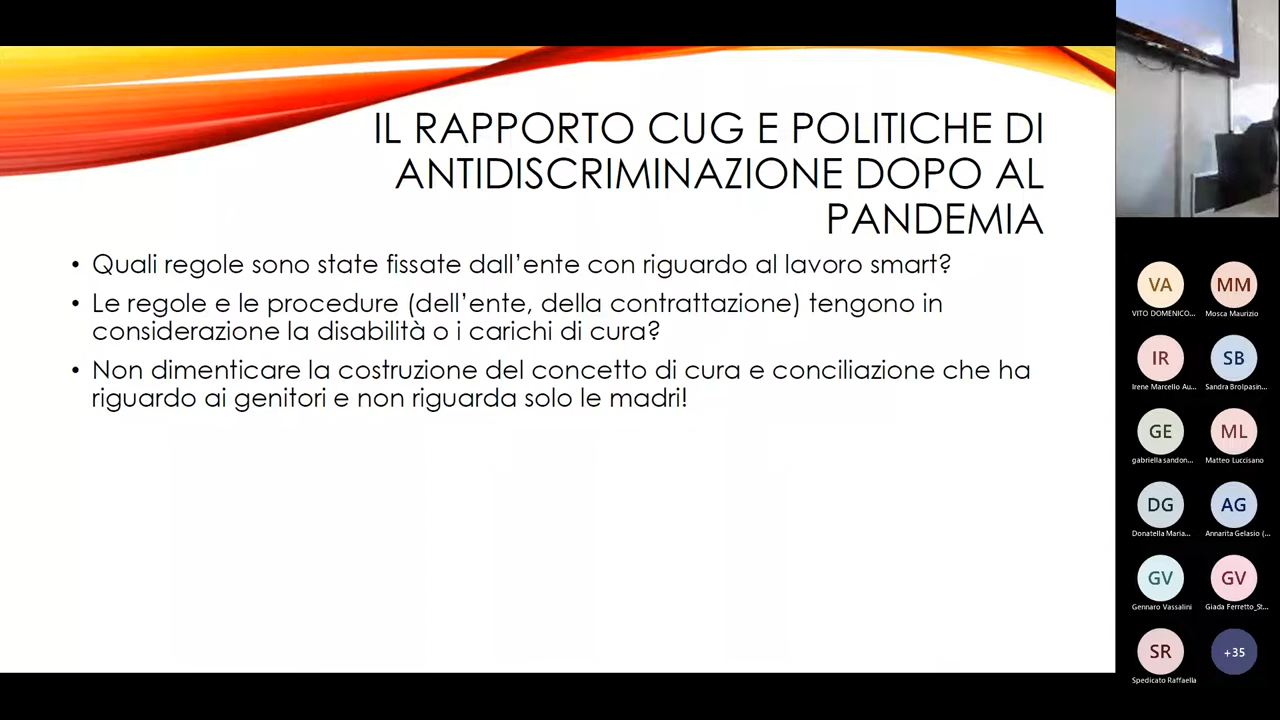 IL RAPPORTO CUG E POLITICHE DI
ANTIDISCRIMINAZIONE DOPO AL
PANDEMIA
• Quali regole sono state fissate dall’ente con riguardo al lavoro smart?
• Le regole e le procedure (dell’ente, della contrattazione) tengono in
considerazione la disabilità o i carichi di cura?
• Non dimenticare la costruzione del concetto di cura e conciliazione che ha
riguardo ai genitori e non riguarda solo le madri!
VA
MM
VITO DOMENICO...
Mosca Maurizio
IR
SB
Irene Marcello Au...
Sandra Brolpasin...
GE
ML
gabriella sandon...
Matteo Luccisano
DG
AG
Donatella Maria...
Annarita Gelasio (...
GV
GV
Gennaro Vassalini
Giada Ferretto_St...
SR
+35
Spedicato Raffaella